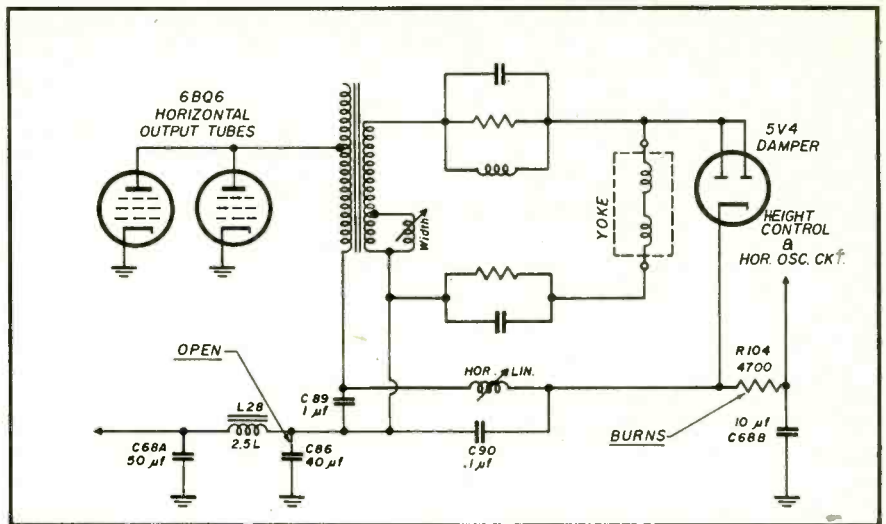 6BQ6
HORIZONTAL
OUTPUT TUBES
5V4
DAMPER
Width
YOKE
HEIGHT
CONTROL
&
HOR. OSC. CKT.
OPEN
HOR. LIN.
R104
4700
C89
1 µf
L28
2.5L
C68A
50 µf
C86
40 µf
C90
.1 µf
BURNS
10 µf
C68B